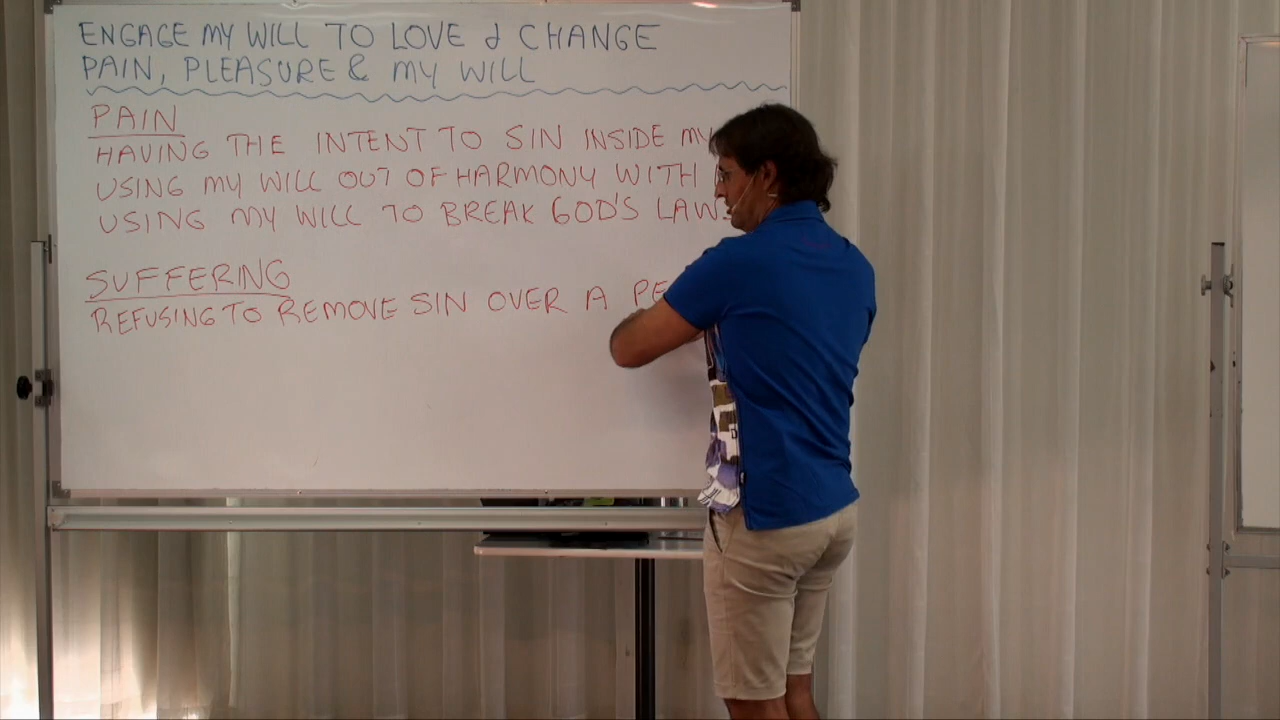 ENGAGE MY WILL TO LOVE & CHANGE
PAIN, PLEASURE & MY WILL
PAIN
HAVING THE INTENT TO SIN INSIDE MY
USING MY WILL OUT OF HARMONY WITH
USING MY WILL TO BREAK GOD'S LAW
SUFFERING
REFUSING TO REMOVE SIN OVER A